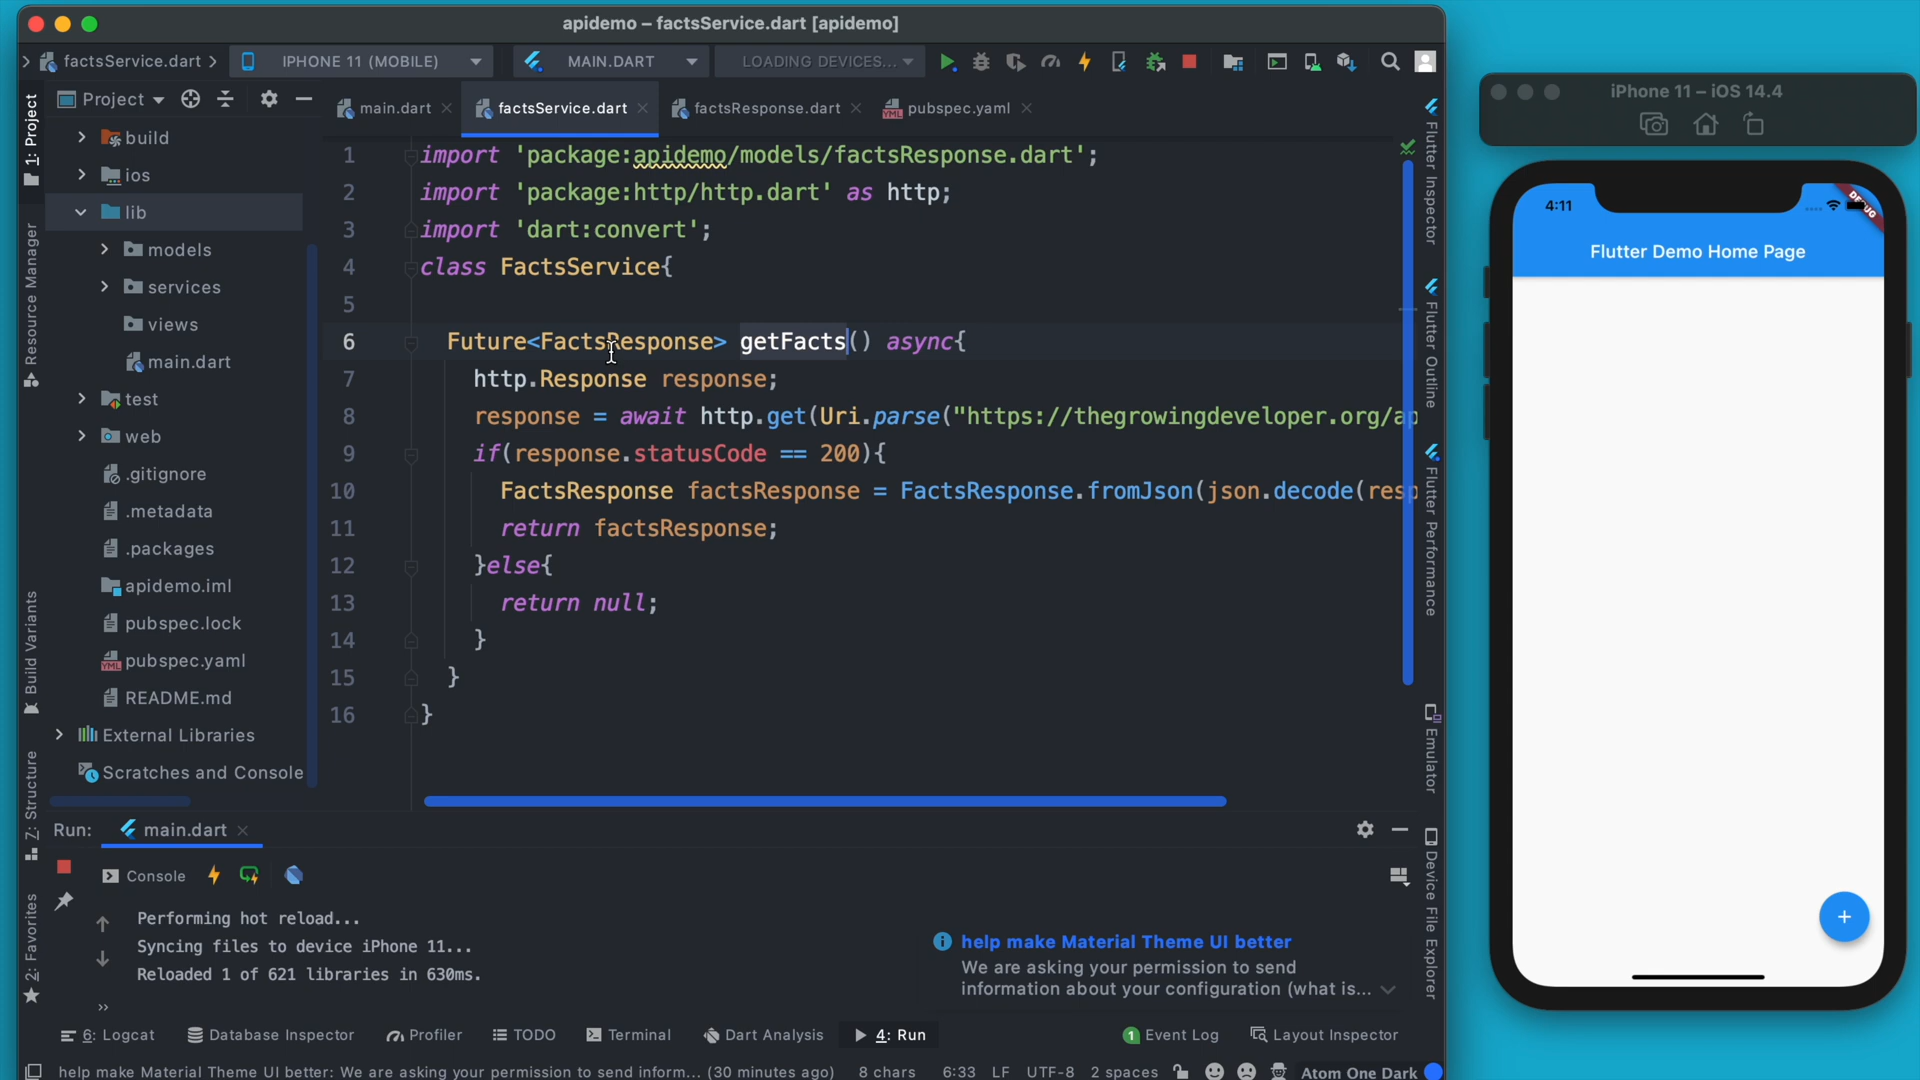 apidemo – factsService.dart [apidemo]
factsService.dart
IPHONE 11 (MOBILE)
MAIN.DART
LOADING DEVICES...
1: Project
Resource Manager
Build Variants
Z: Structure
2: Favorites
Project
main.dart
factsService.dart
factsResponse.dart
pubspec.yaml
build
ios
lib
models
services
views
main.dart
test
web
.gitignore
.metadata
.packages
apidemo.iml
pubspec.lock
pubspec.yaml
README.md
External Libraries
Scratches and Console
1 import 'package:apidemo/models/factsResponse.dart';
2 import 'package:http/http.dart' as http;
3 import 'dart:convert';
4 class FactsService{
5
6 Future<FactsResponse> getFacts() async{
7 http.Response response;
8 response = await http.get(Uri.parse("https://thegrowingdeveloper.org/ap
9 if(response.statusCode == 200){
10 FactsResponse factsResponse = FactsResponse.fromJson(json.decode(resp
11 return factsResponse;
12 }else{
13 return null;
14 }
15 }
16 }
Flutter Inspector
Flutter Outline
Flutter Performance
Emulator
Device File Explorer
Run:
main.dart
Console
Performing hot reload...
Syncing files to device iPhone 11...
Reloaded 1 of 621 libraries in 630ms.
help make Material Theme UI better
We are asking your permission to send
information about your configuration (what is...
6: Logcat
Database Inspector
Profiler
TODO
Terminal
Dart Analysis
4: Run
1 Event Log
Layout Inspector
help make Material Theme UI better: We are asking your permission to send inform... (30 minutes ago)
8 chars
6:33
LF
UTF-8
2 spaces
Atom One Dark
iPhone 11 – iOS 14.4
4:11
DEBUG
Flutter Demo Home Page
+